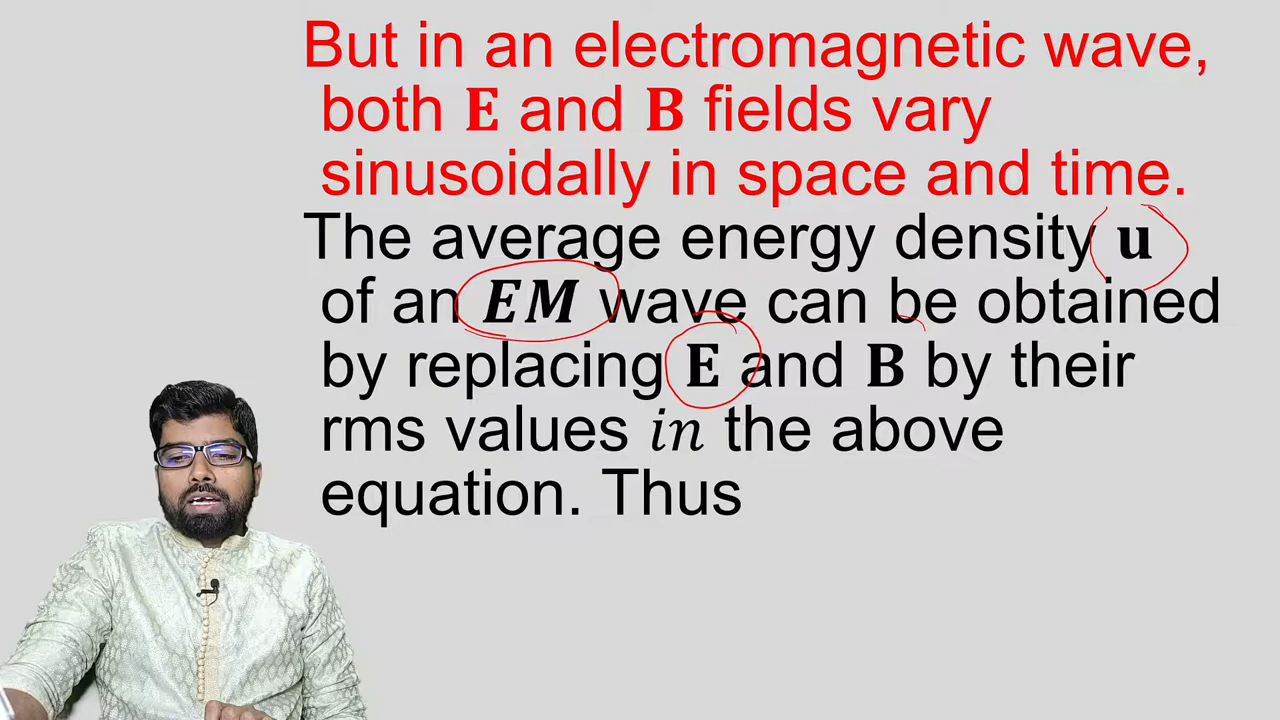 But in an electromagnetic wave,
both E and B fields vary
sinusoidally in space and time.
The average energy density u
of an EM wave can be obtained
by replacing E and B by their
rms values in the above
equation. Thus